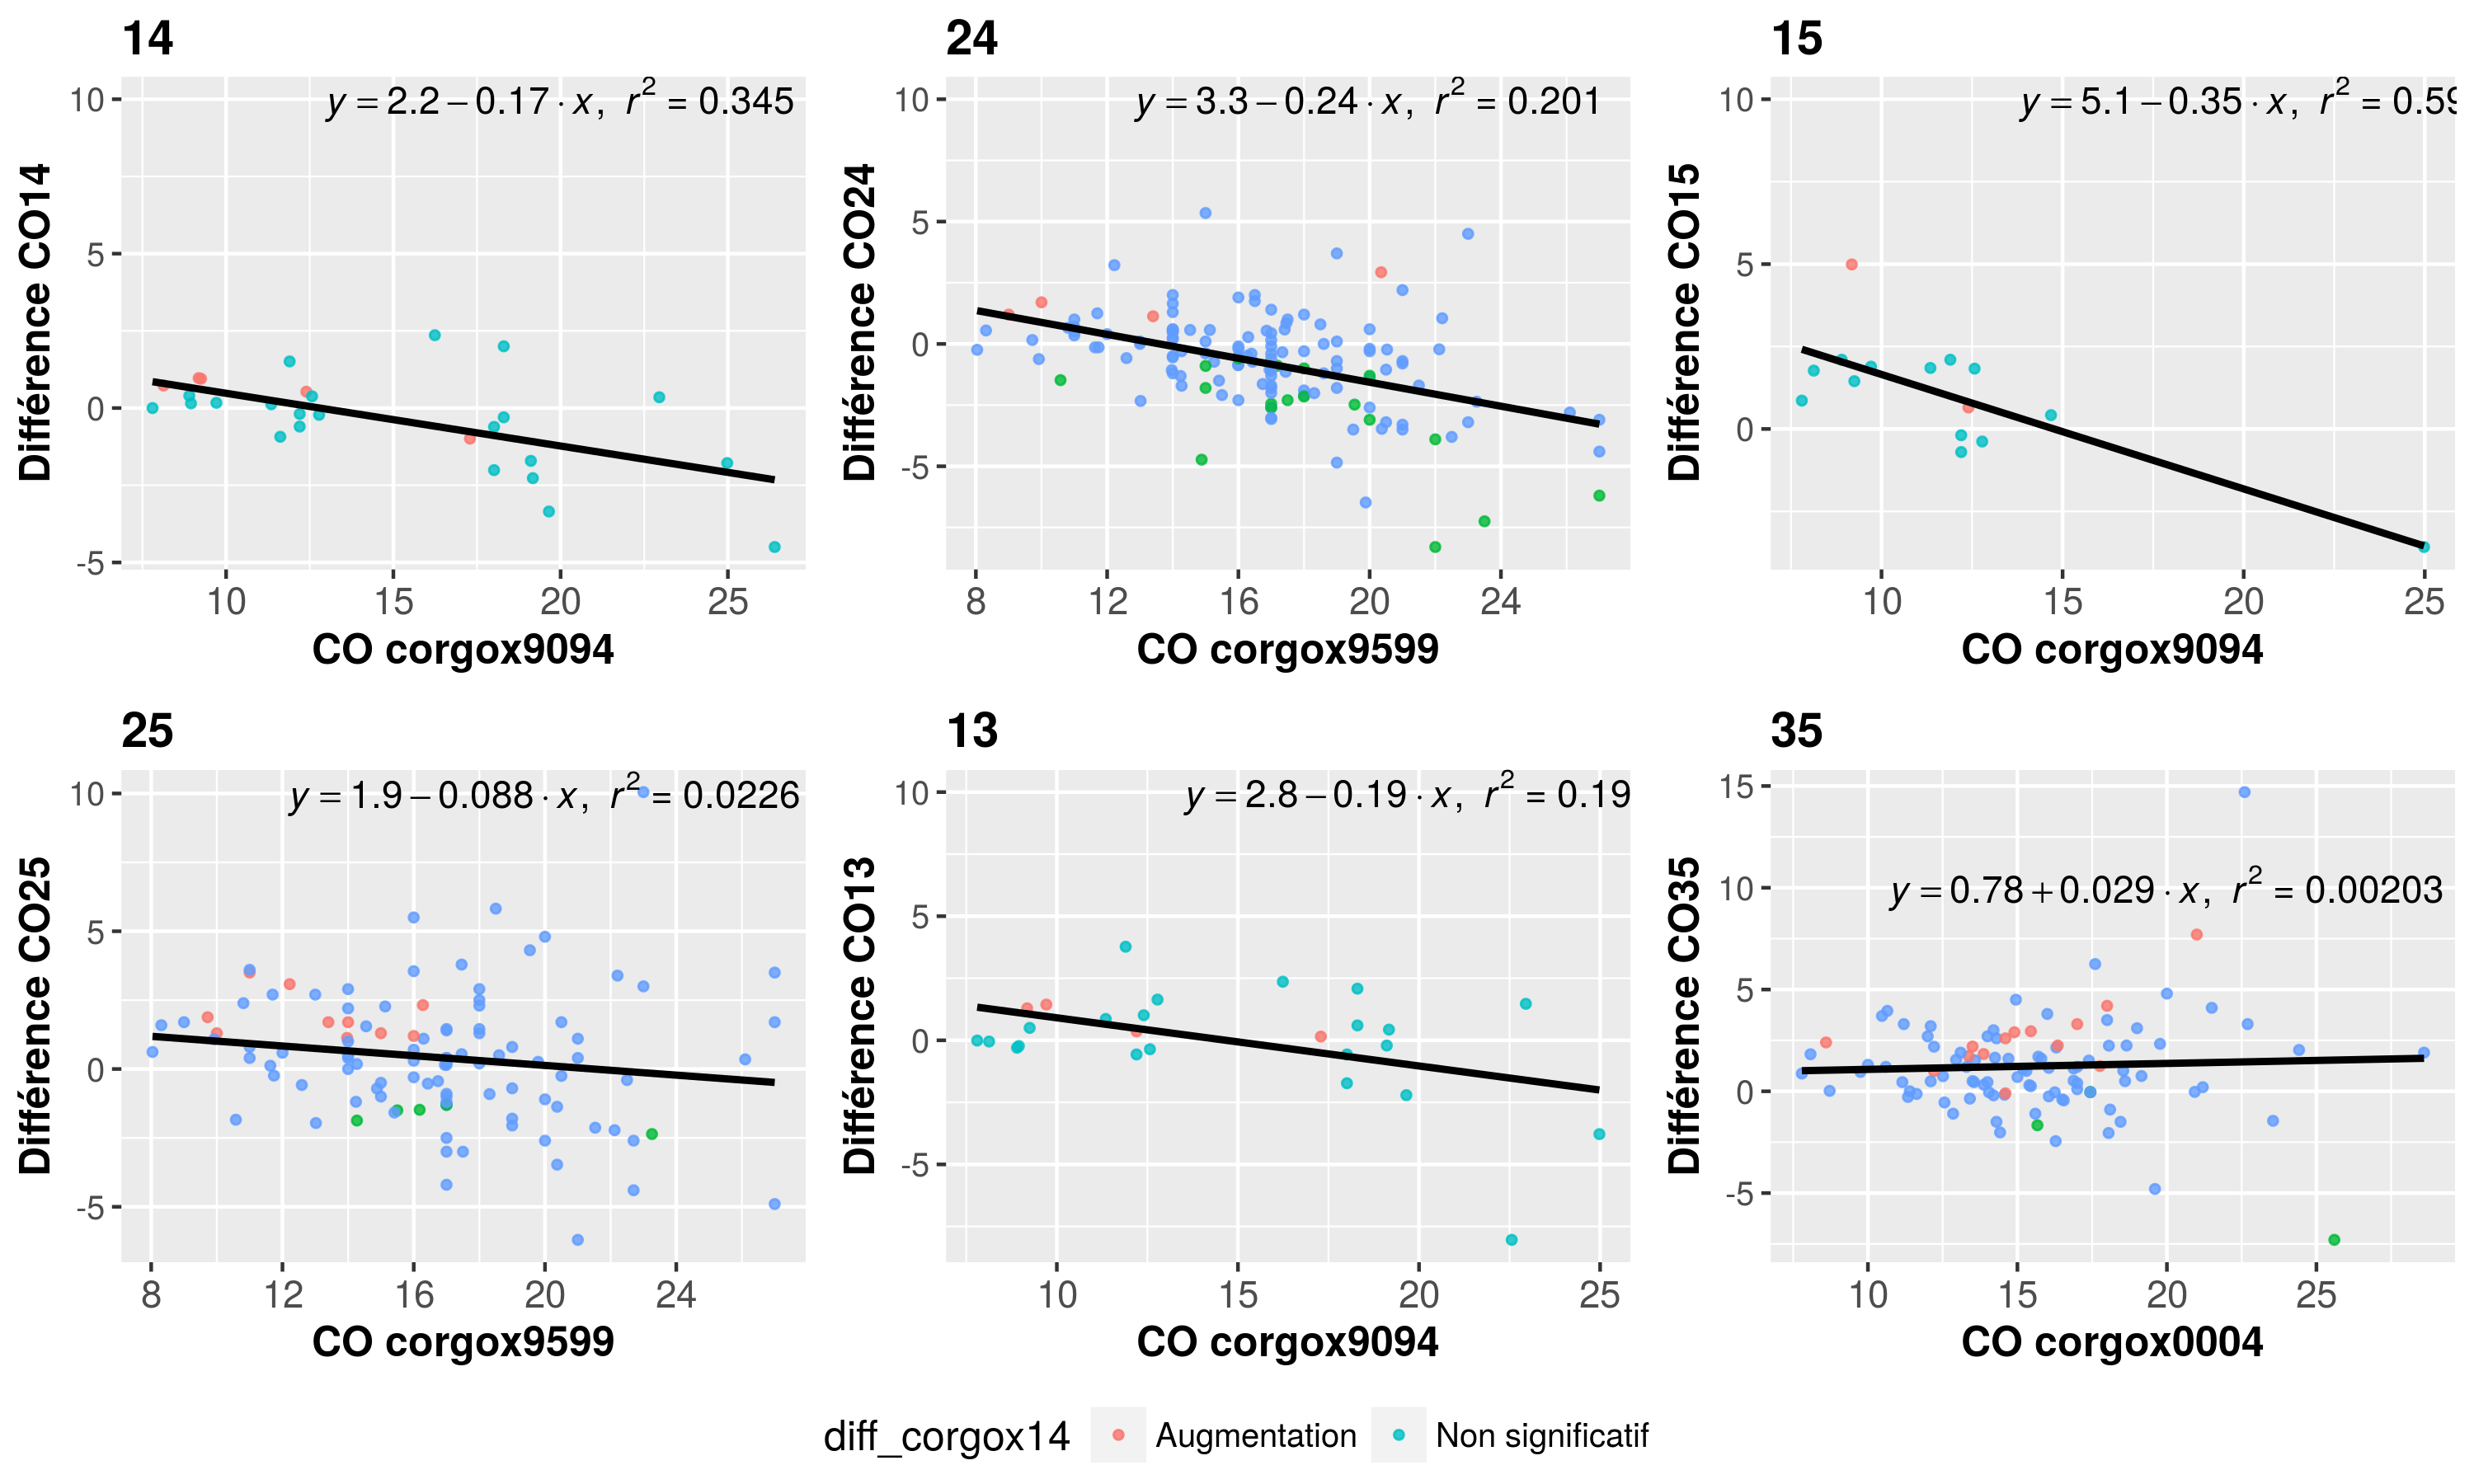 14
y = 2.2 − 0.17 · x, r² = 0.345
10
5
0
-5
Différence CO14
10 15 20 25
CO corgox9094
24
y = 3.3 − 0.24 · x, r² = 0.201
10
5
0
-5
Différence CO24
8 12 16 20 24
CO corgox9599
15
y = 5.1 − 0.35 · x, r² = 0.59
10
5
0
Différence CO15
10 15 20 25
CO corgox9094
25
y = 1.9 − 0.088 · x, r² = 0.0226
10
5
0
-5
Différence CO25
8 12 16 20 24
CO corgox9599
13
y = 2.8 − 0.19 · x, r² = 0.19
10
5
0
-5
Différence CO13
10 15 20 25
CO corgox9094
35
15
y = 0.78 + 0.029 · x, r² = 0.00203
10
5
0
-5
Différence CO35
10 15 20 25
CO corgox0004
diff_corgox14 Augmentation Non significatif